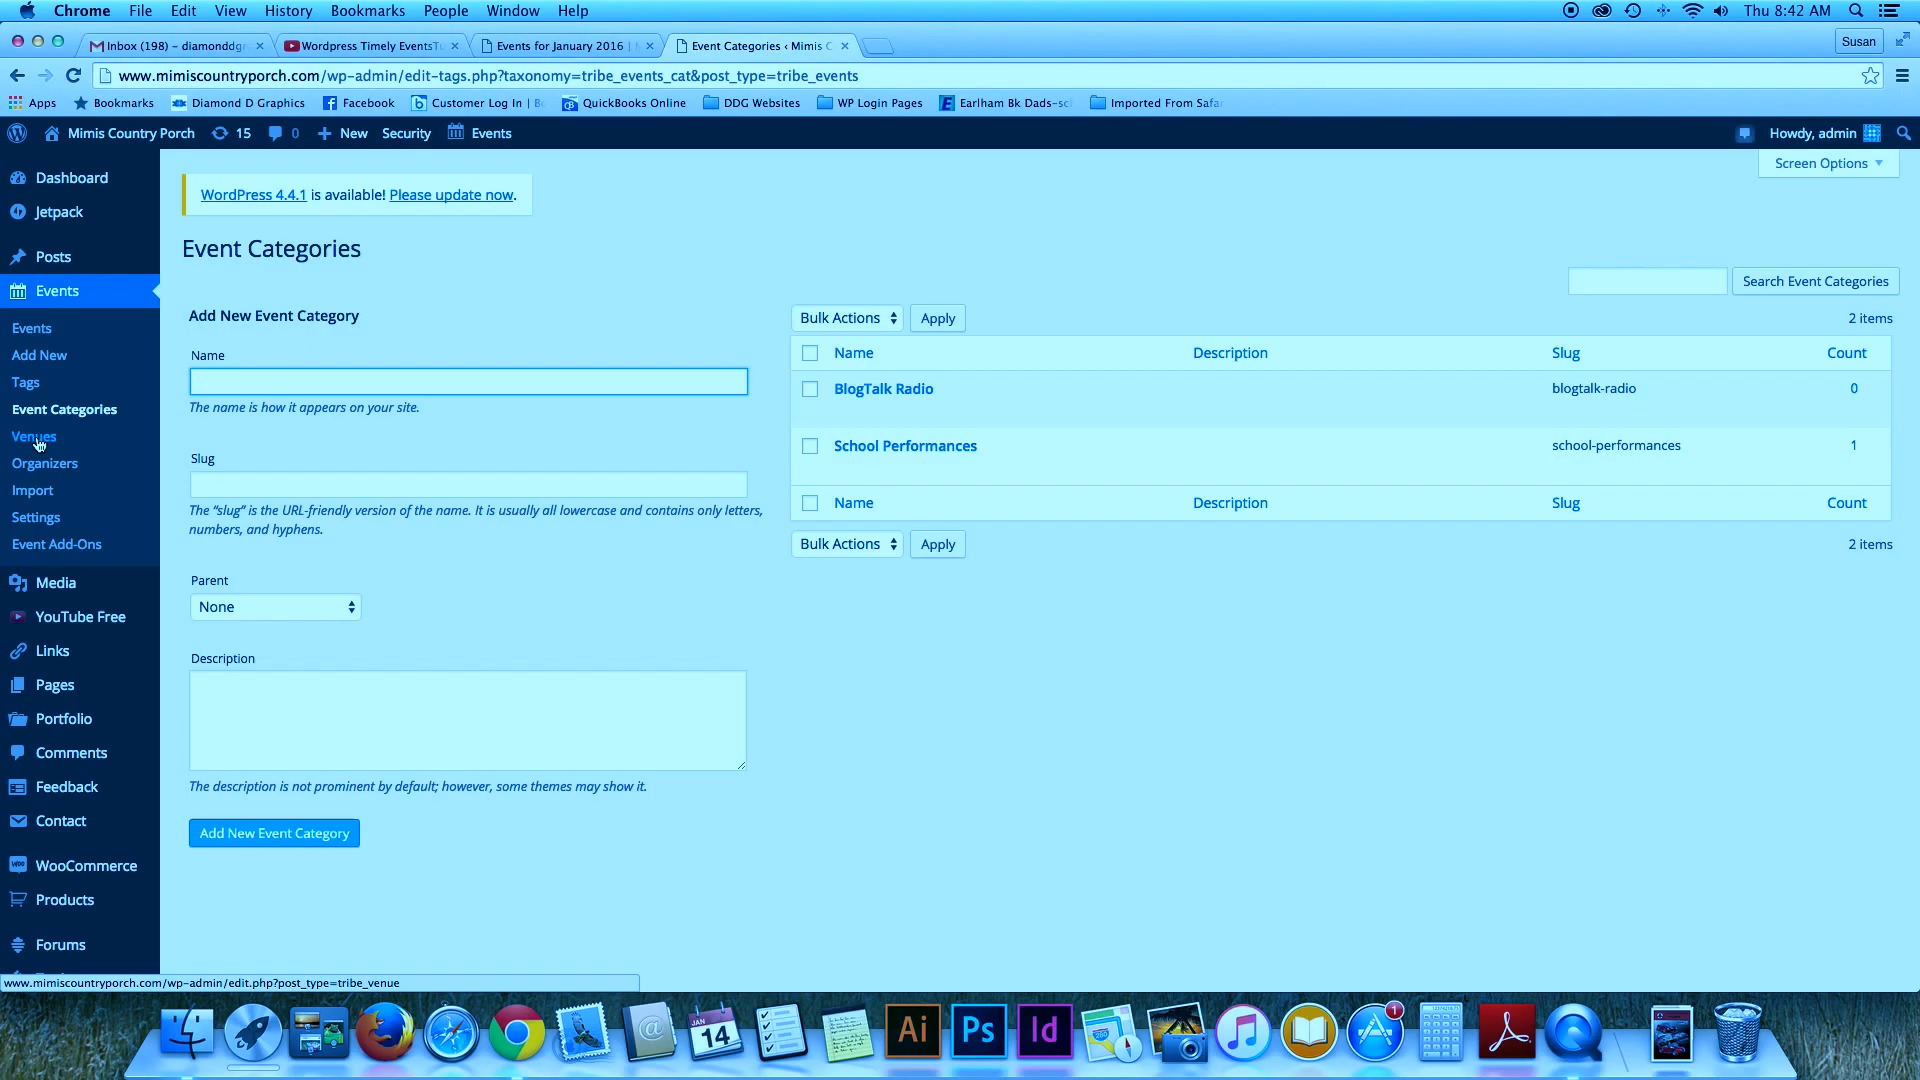 Chrome File Edit View History Bookmarks People Window Help Thu 8:42 AM
Inbox (198) – diamonddgr Wordpress Timely EventsTu Events for January 2016 | Event Categories ‹ Mimis C Susan
www.mimiscountryporch.com/wp-admin/edit-tags.php?taxonomy=tribe_events_cat&post_type=tribe_events
Apps Bookmarks Diamond D Graphics Facebook Customer Log In | B QuickBooks Online DDG Websites WP Login Pages Earlham Bk Dads-sc Imported From Safa
Mimis Country Porch 15 0 New Security Events Howdy, admin
Screen Options
Dashboard
Jetpack
Posts
Events
Events
Add New
Tags
Event Categories
Venues
Organizers
Import
Settings
Event Add-Ons
Media
YouTube Free
Links
Pages
Portfolio
Comments
Feedback
Contact
WooCommerce
Products
Forums
WordPress 4.4.1 is available! Please update now.
Event Categories
Search Event Categories
Add New Event Category
Name
The name is how it appears on your site.
Slug
The “slug” is the URL-friendly version of the name. It is usually all lowercase and contains only letters,
numbers, and hyphens.
Parent
None
Description
The description is not prominent by default; however, some themes may show it.
Add New Event Category
Bulk Actions Apply 2 items
Name Description Slug Count
BlogTalk Radio blogtalk-radio 0
School Performances school-performances 1
Name Description Slug Count
Bulk Actions Apply 2 items
www.mimiscountryporch.com/wp-admin/edit.php?post_type=tribe_venue
JAN
14
Ai
Ps
Id
1